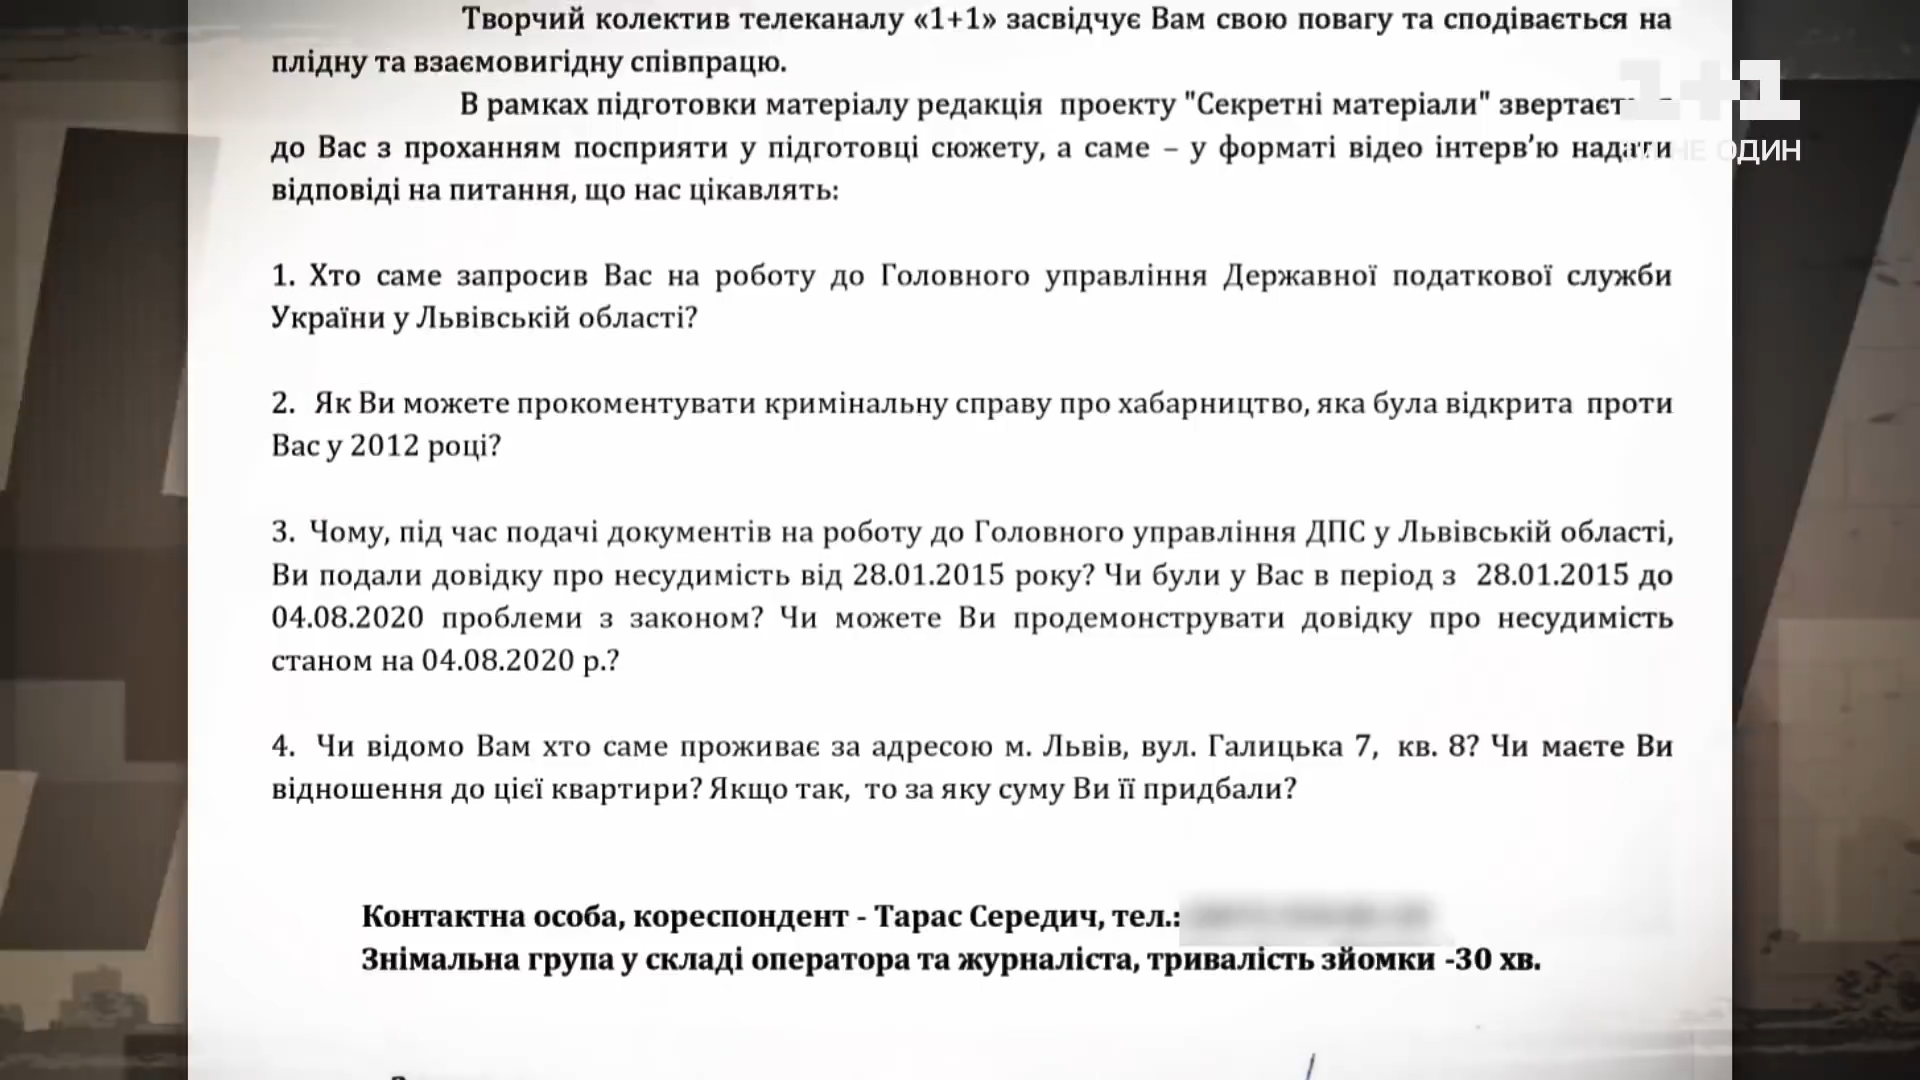 Творчий колектив телеканалу «1+1» засвідчує Вам свою повагу та сподівається на
плідну та взаємовигідну співпрацю.
В рамках підготовки матеріалу редакція проекту "Секретні матеріали" звертається
до Вас з проханням посприяти у підготовці сюжету, а саме – у форматі відео інтерв’ю надати
відповіді на питання, що нас цікавлять:
1. Хто саме запросив Вас на роботу до Головного управління Державної податкової служби
України у Львівській області?
2. Як Ви можете прокоментувати кримінальну справу про хабарництво, яка була відкрита проти
Вас у 2012 році?
3. Чому, під час подачі документів на роботу до Головного управління ДПС у Львівській області,
Ви подали довідку про несудимість від 28.01.2015 року? Чи були у Вас в період з 28.01.2015 до
04.08.2020 проблеми з законом? Чи можете Ви продемонструвати довідку про несудимість
станом на 04.08.2020 р.?
4. Чи відомо Вам хто саме проживає за адресою м. Львів, вул. Галицька 7, кв. 8? Чи маєте Ви
відношення до цієї квартири? Якщо так, то за яку суму Ви її придбали?
Контактна особа, кореспондент - Тарас Середич, тел.:
Знімальна група у складі оператора та журналіста, тривалість зйомки -30 хв.
1+1
НЕ ОДИН